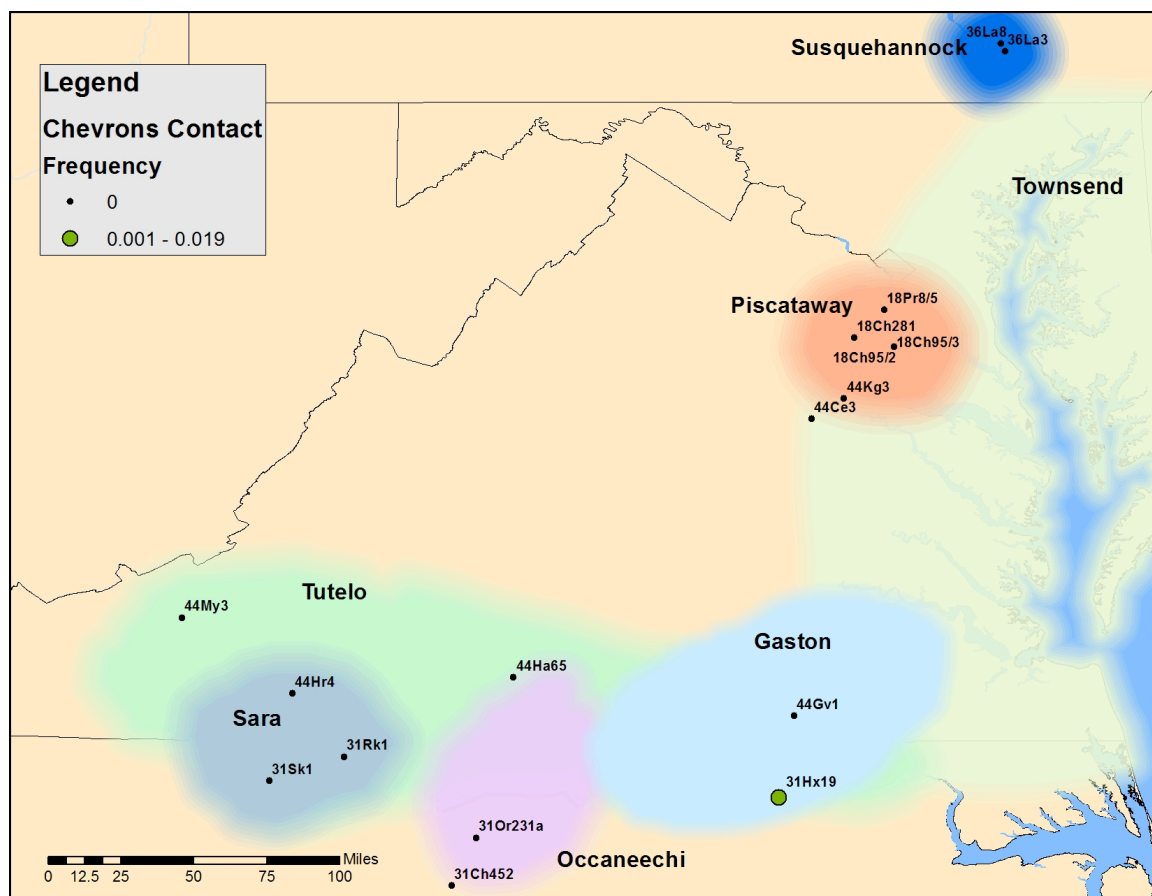 36La8
36La3
Susquehannock
Legend
Chevrons Contact
Frequency
0
0.001 - 0.019
Townsend
Piscataway
18Pr8/5
18Ch281
18Ch95/3
18Ch95/2
44Kg3
44Ce3
Tutelo
44My3
Gaston
44Ha65
44Hr4
Sara
44Gv1
31Rk1
31Sk1
31Hx19
31Or231a
Occaneechi
31Ch452
Miles
0 12.5 25 50 75 100